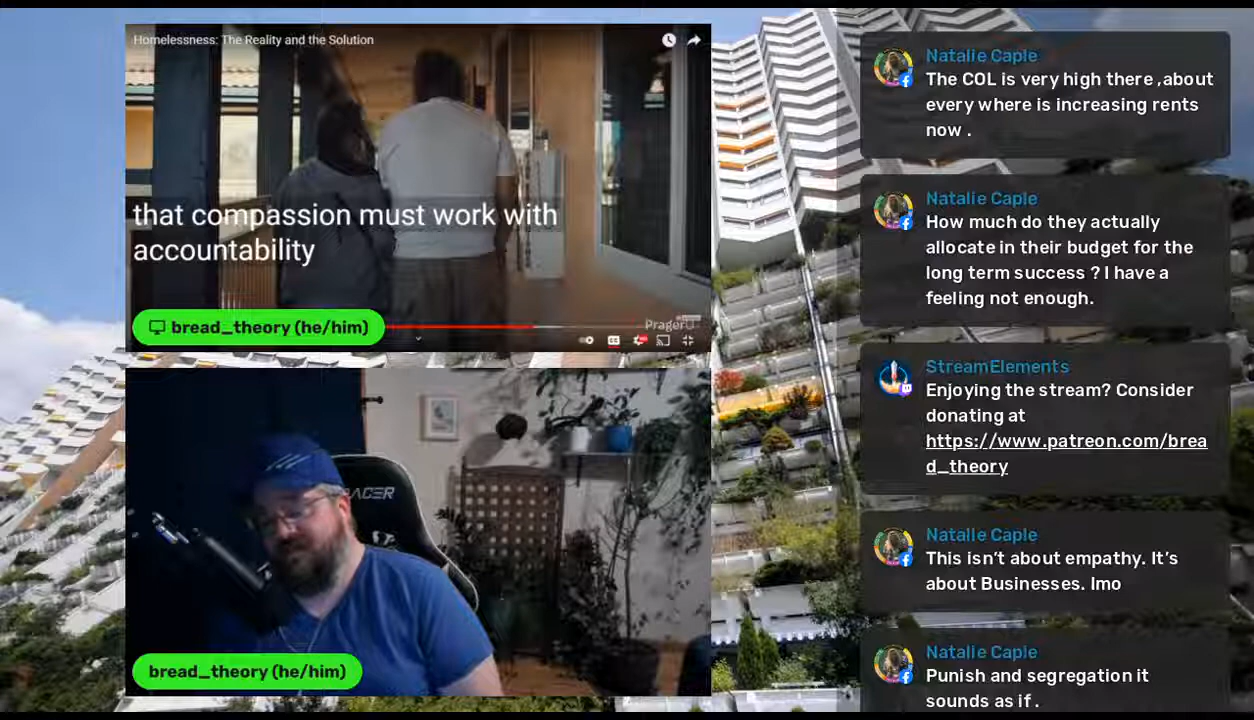 Homelessness: The Reality and the Solution
that compassion must work with
accountability
PragerU
bread_theory (he/him)
ACER
bread_theory (he/him)
Natalie Caple
The COL is very high there ,about
every where is increasing rents
now .
Natalie Caple
How much do they actually
allocate in their budget for the
long term success ? I have a
feeling not enough.
StreamElements
Enjoying the stream? Consider
donating at
https://www.patreon.com/brea
d_theory
Natalie Caple
This isn’t about empathy. It’s
about Businesses. Imo
Natalie Caple
Punish and segregation it
sounds as if .